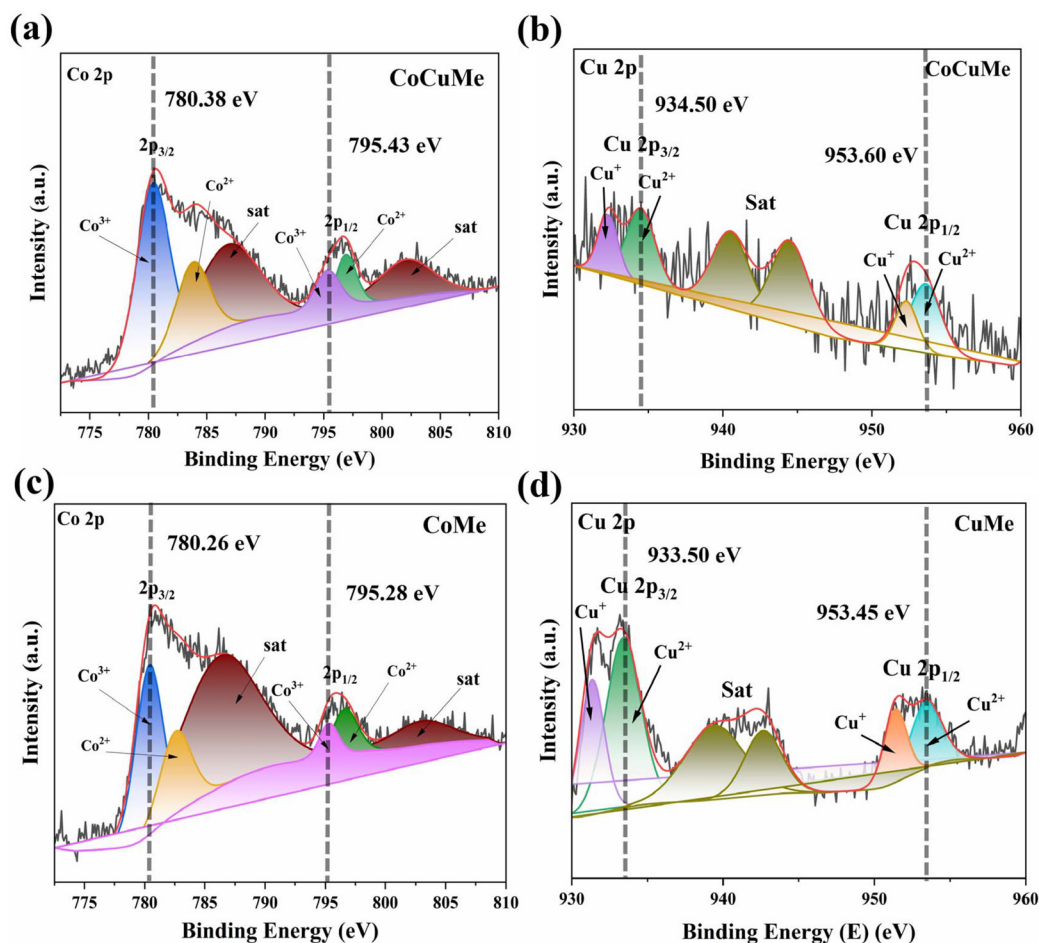 (a)
Co 2p
CoCuMe
780.38 eV
795.43 eV
2p3/2
Co2+
Co3+
sat
Co3+
2p1/2
Co2+
sat
Intensity (a.u.)
775 780 785 790 795 800 805 810
Binding Energy (eV)
(b)
Cu 2p
934.50 eV
CoCuMe
953.60 eV
Cu 2p3/2
Cu+
Cu2+
Sat
Cu 2p1/2
Cu+
Cu2+
Intensity (a.u.)
930 940 950 960
Binding Energy (eV)
(c)
Co 2p
CoMe
780.26 eV
795.28 eV
2p3/2
sat
Co3+
Co2+
Co3+
2p1/2
Co2+
sat
Intensity (a.u.)
775 780 785 790 795 800 805 810
Binding Energy (eV)
(d)
Cu 2p
CuMe
933.50 eV
953.45 eV
Cu 2p3/2
Cu+
Cu2+
Sat
Cu 2p1/2
Cu+
Cu2+
Intensity (a.u.)
930 940 950 960
Binding Energy (E) (eV)